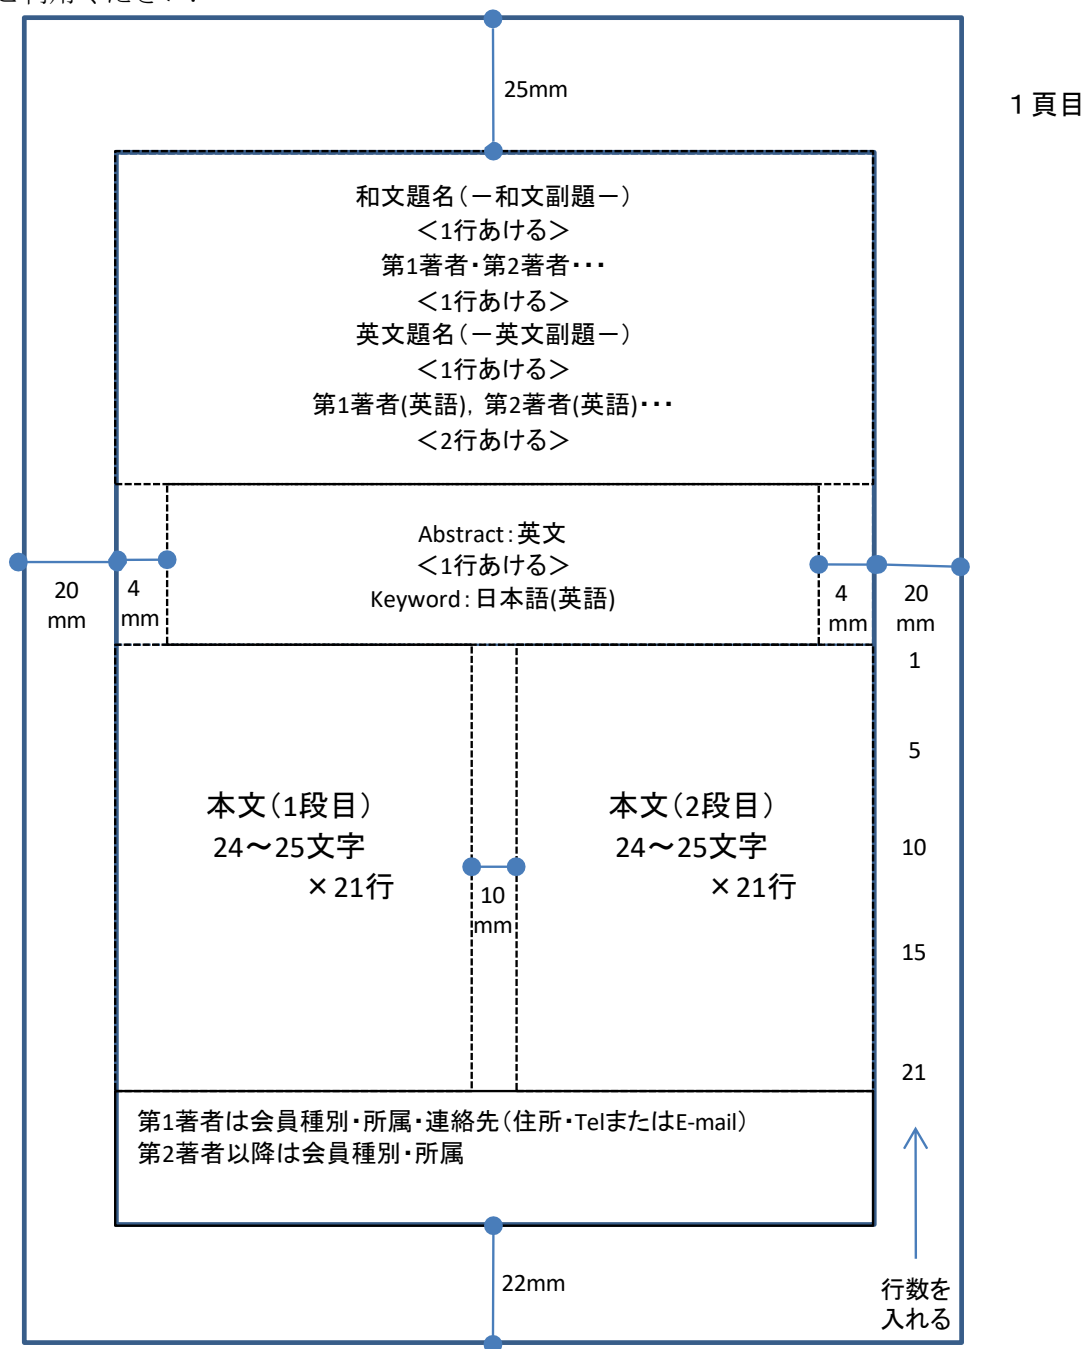 ご利用ください.
25mm
1頁目
和文題名(－和文副題－)
＜1行あける＞
第1著者・第2著者・・・
＜1行あける＞
英文題名(－英文副題－)
＜1行あける＞
第1著者(英語), 第2著者(英語)・・・
＜2行あける＞
Abstract：英文
＜1行あける＞
Keyword：日本語(英語)
20
mm
4
mm
4
mm
20
mm
1
5
10
15
21
本文(1段目)
24～25文字
×21行
10
mm
本文(2段目)
24～25文字
×21行
第1著者は会員種別・所属・連絡先(住所・TelまたはE-mail)
第2著者以降は会員種別・所属
22mm
行数を
入れる